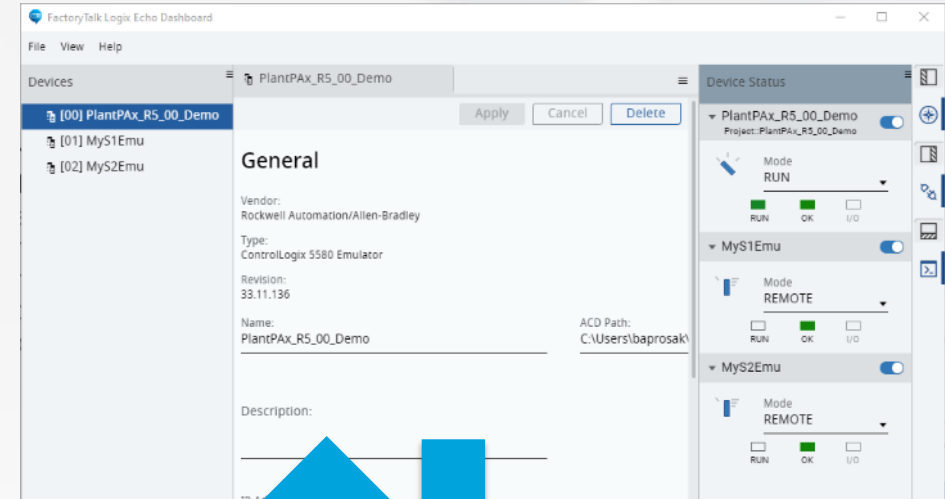 FactoryTalk Logix Echo Dashboard
File View Help
Devices
[00] PlantPAx_R5_00_Demo
[01] MyS1Emu
[02] MyS2Emu
PlantPAx_R5_00_Demo
Apply Cancel Delete
General
Vendor:
Rockwell Automation/Allen-Bradley
Type:
ControlLogix 5580 Emulator
Revision:
33.11.136
Name:
PlantPAx_R5_00_Demo
ACD Path:
C:\Users\baprosak\
Description:
Device Status
PlantPAx_R5_00_Demo
Project::PlantPAx_R5_00_Demo
Mode
RUN
RUN OK I/O
MyS1Emu
Mode
REMOTE
RUN OK I/O
MyS2Emu
Mode
REMOTE
RUN OK I/O